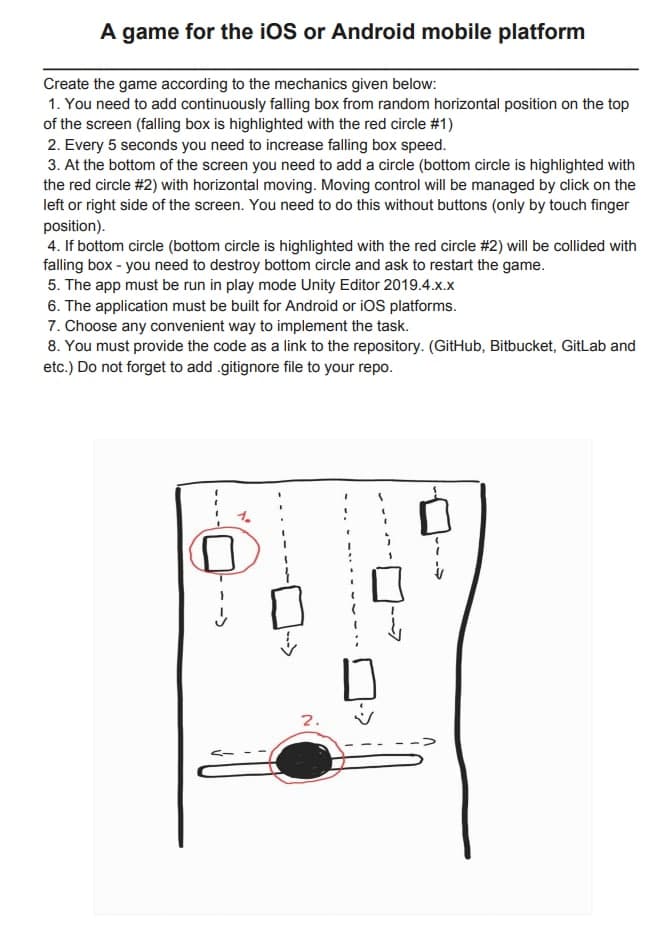 A game for the iOS or Android mobile platform
Create the game according to the mechanics given below:
1. You need to add continuously falling box from random horizontal position on the top
of the screen (falling box is highlighted with the red circle #1)
2. Every 5 seconds you need to increase falling box speed.
3. At the bottom of the screen you need to add a circle (bottom circle is highlighted with
the red circle #2) with horizontal moving. Moving control will be managed by click on the
left or right side of the screen. You need to do this without buttons (only by touch finger
position).
4. If bottom circle (bottom circle is highlighted with the red circle #2) will be collided with
falling box - you need to destroy bottom circle and ask to restart the game.
5. The app must be run in play mode Unity Editor 2019.4.x.x
6. The application must be built for Android or iOS platforms.
7. Choose any convenient way to implement the task.
8. You must provide the code as a link to the repository. (GitHub, Bitbucket, GitLab and
etc.) Do not forget to add .gitignore file to your repo.
1.
2.